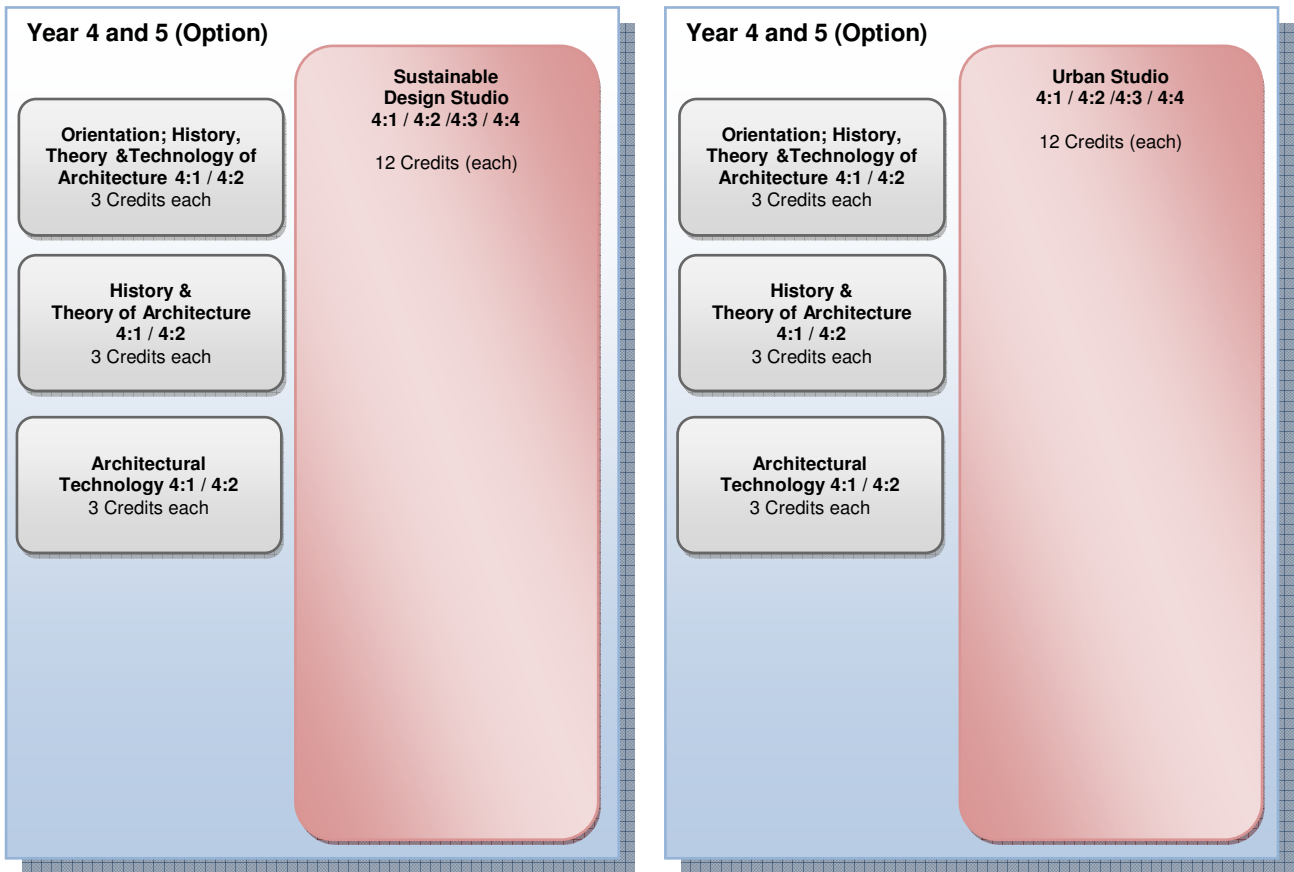 Year 4 and 5 (Option)
Orientation; History,
Theory &Technology of
Architecture 4:1 / 4:2
3 Credits each
History &
Theory of Architecture
4:1 / 4:2
3 Credits each
Architectural
Technology 4:1 / 4:2
3 Credits each
Sustainable
Design Studio
4:1 / 4:2 /4:3 / 4:4
12 Credits (each)
Year 4 and 5 (Option)
Orientation; History,
Theory &Technology of
Architecture 4:1 / 4:2
3 Credits each
History &
Theory of Architecture
4:1 / 4:2
3 Credits each
Architectural
Technology 4:1 / 4:2
3 Credits each
Urban Studio
4:1 / 4:2 /4:3 / 4:4
12 Credits (each)